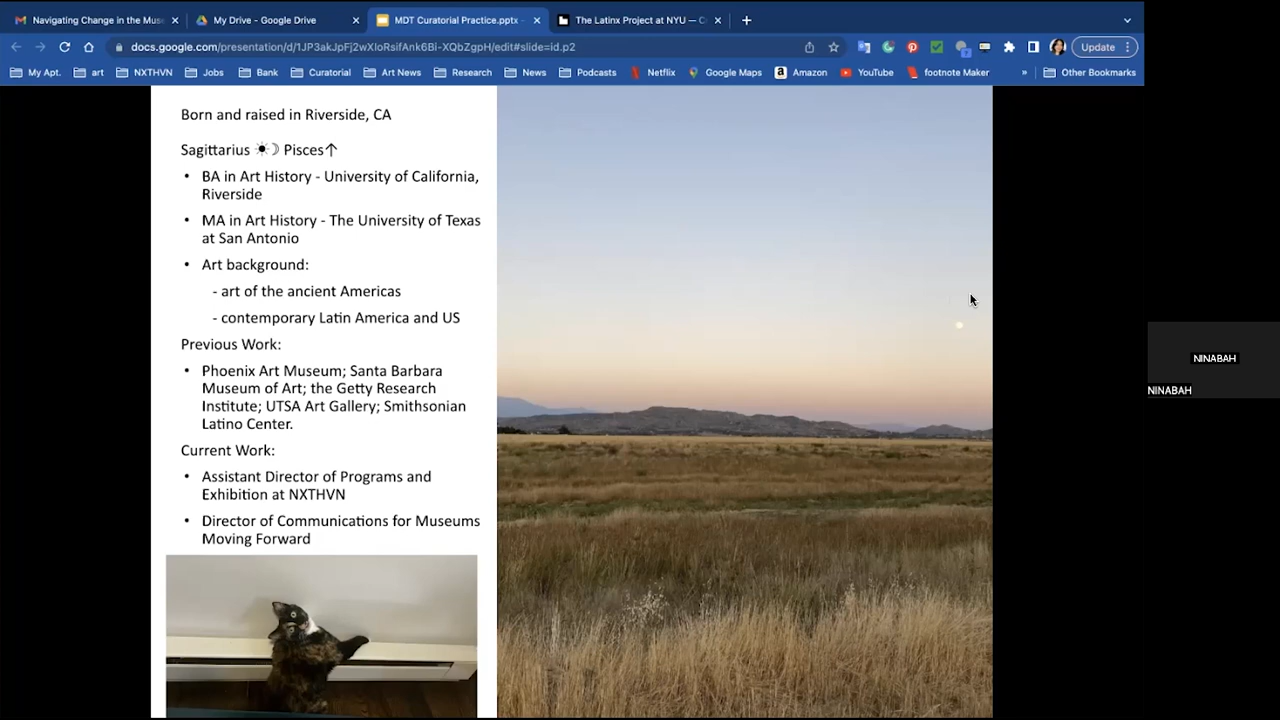 Navigating Change in the Muse
My Drive - Google Drive
MDT Curatorial Practice.pptx -
The Latinx Project at NYU — C
docs.google.com/presentation/d/1JP3akJpFj2wXIoRsifAnk6Bi-XQbZgpH/edit#slide=id.p2
Update
My Apt.
art
NXTHVN
Jobs
Bank
Curatorial
Art News
Research
News
Podcasts
Netflix
Google Maps
Amazon
YouTube
footnote Maker
»
Other Bookmarks
Born and raised in Riverside, CA
Sagittarius ☀☽ Pisces↑
• BA in Art History - University of California,
Riverside
• MA in Art History - The University of Texas
at San Antonio
• Art background:
- art of the ancient Americas
- contemporary Latin America and US
Previous Work:
• Phoenix Art Museum; Santa Barbara
Museum of Art; the Getty Research
Institute; UTSA Art Gallery; Smithsonian
Latino Center.
Current Work:
• Assistant Director of Programs and
Exhibition at NXTHVN
• Director of Communications for Museums
Moving Forward
NINABAH
NINABAH